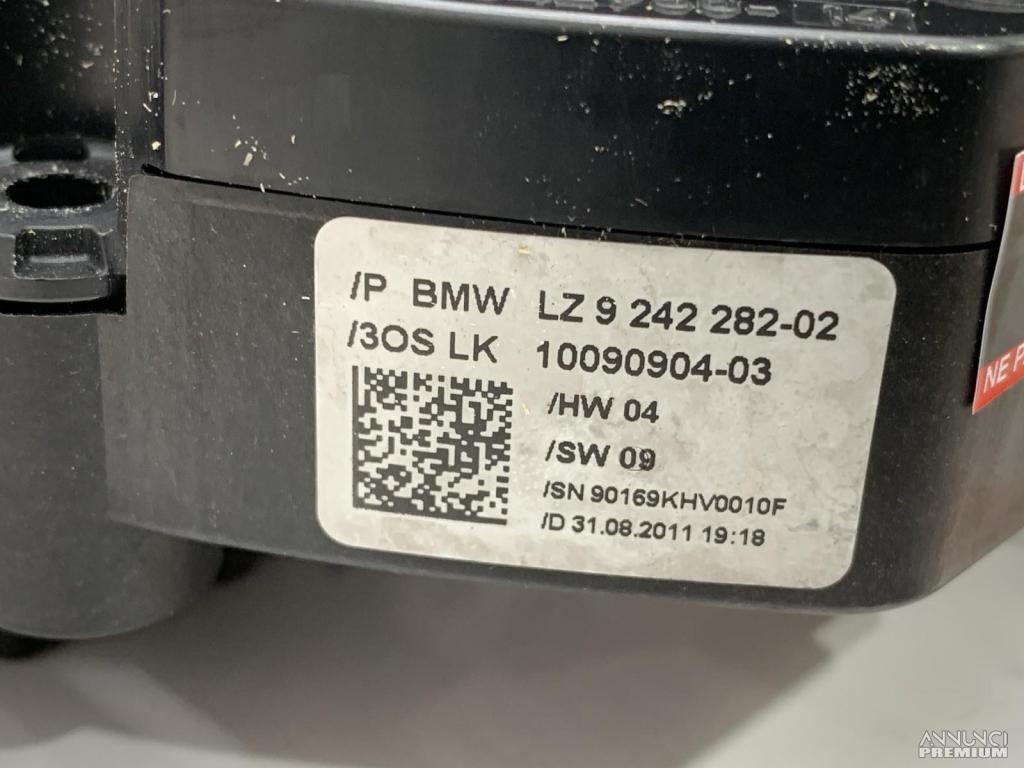 /P BMW LZ 9 242 282-02
/3OS LK 10090904-03
/HW 04
/SW 09
/SN 90169KHV0010F
/D 31.08.2011 19:18
NE
ANNUNCI
PREMIUM